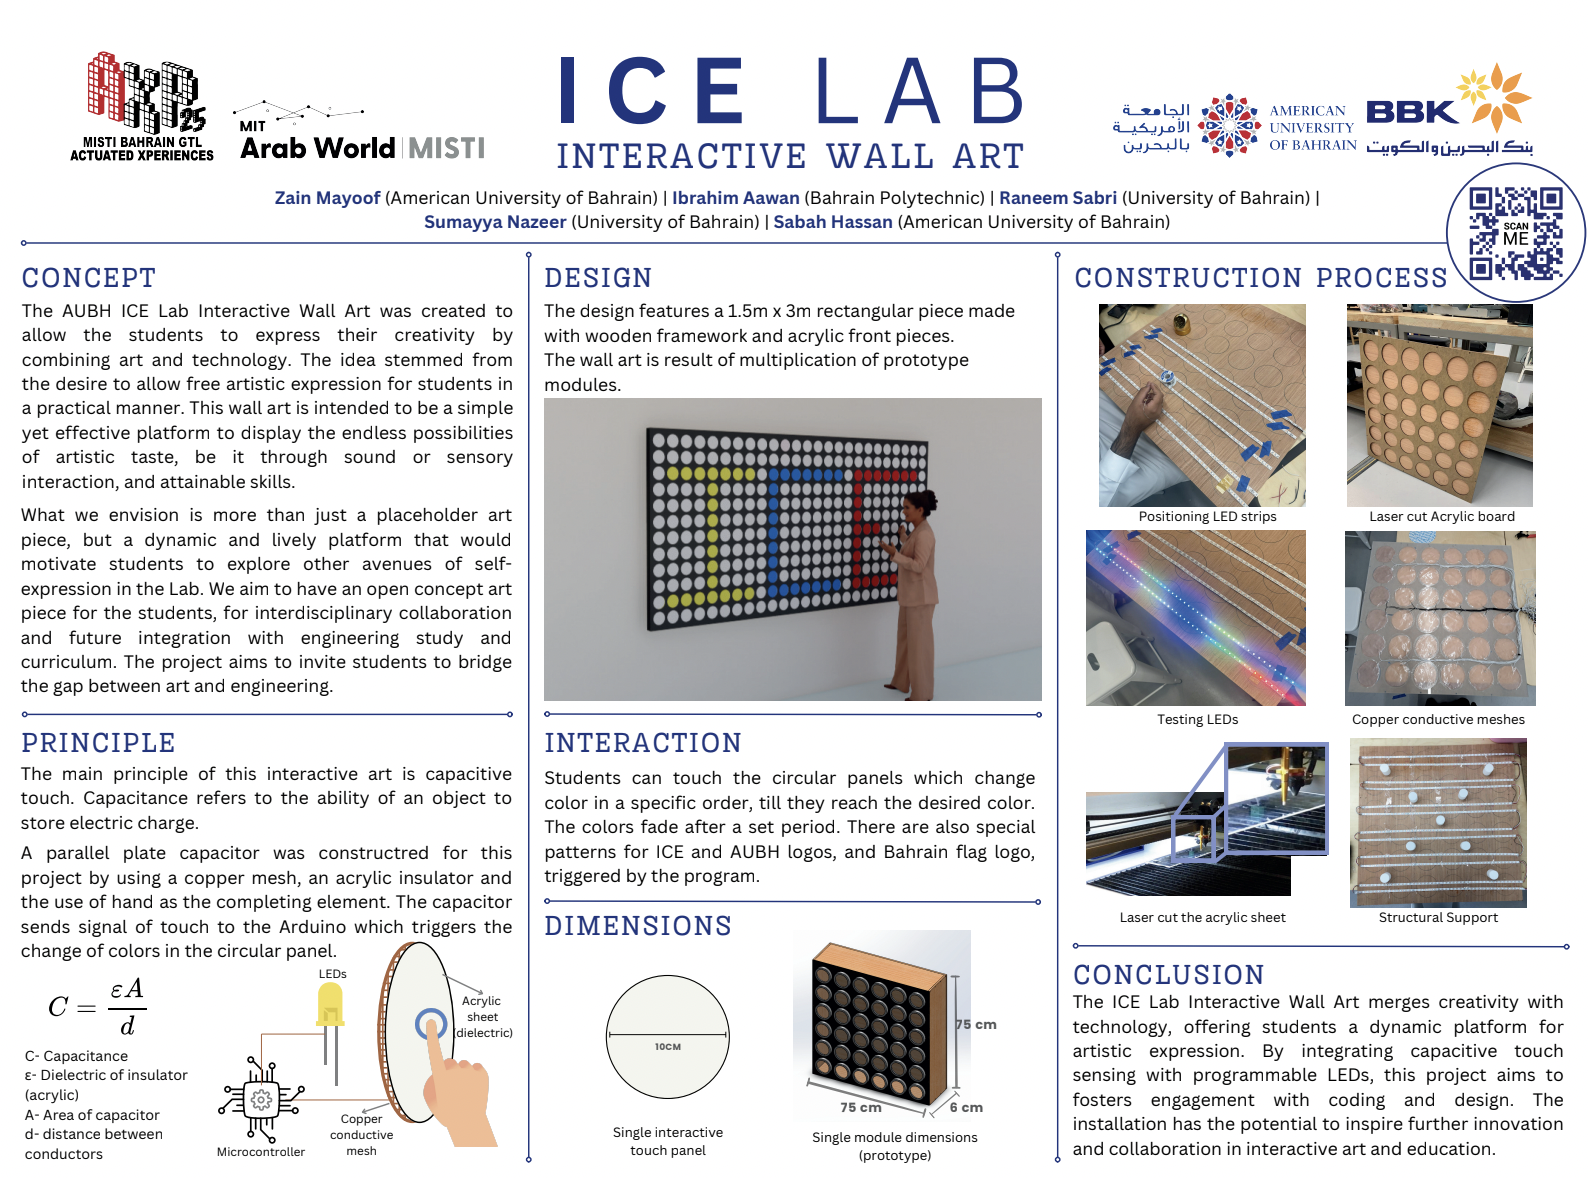 MISTI BAHRAIN GTL
ACTUATED XPERIENCES
25
MIT
Arab World | MISTI
ICE LAB
INTERACTIVE WALL ART
الجامعة
الأمريكية
بالبحرين
AMERICAN
UNIVERSITY
OF BAHRAIN
BBK
بنك البحرين والكويت
Zain Mayoof (American University of Bahrain) | Ibrahim Aawan (Bahrain Polytechnic) | Raneem Sabri (University of Bahrain) |
Sumayya Nazeer (University of Bahrain) | Sabah Hassan (American University of Bahrain)
SCAN
ME
CONCEPT
The AUBH ICE Lab Interactive Wall Art was created to
allow the students to express their creativity by
combining art and technology. The idea stemmed from
the desire to allow free artistic expression for students in
a practical manner. This wall art is intended to be a simple
yet effective platform to display the endless possibilities
of artistic taste, be it through sound or sensory
interaction, and attainable skills.
What we envision is more than just a placeholder art
piece, but a dynamic and lively platform that would
motivate students to explore other avenues of self-
expression in the Lab. We aim to have an open concept art
piece for the students, for interdisciplinary collaboration
and future integration with engineering study and
curriculum. The project aims to invite students to bridge
the gap between art and engineering.
PRINCIPLE
The main principle of this interactive art is capacitive
touch. Capacitance refers to the ability of an object to
store electric charge.
A parallel plate capacitor was constructred for this
project by using a copper mesh, an acrylic insulator and
the use of hand as the completing element. The capacitor
sends signal of touch to the Arduino which triggers the
change of colors in the circular panel.
C = εA/d
C- Capacitance
ε- Dielectric of insulator
(acrylic)
A- Area of capacitor
d- distance between
conductors
LEDs
Acrylic
sheet
(dielectric)
Copper
conductive
mesh
Microcontroller
DESIGN
The design features a 1.5m x 3m rectangular piece made
with wooden framework and acrylic front pieces.
The wall art is result of multiplication of prototype
modules.
ICE
INTERACTION
Students can touch the circular panels which change
color in a specific order, till they reach the desired color.
The colors fade after a set period. There are also special
patterns for ICE and AUBH logos, and Bahrain flag logo,
triggered by the program.
DIMENSIONS
10CM
Single interactive
touch panel
75 cm
75 cm
6 cm
Single module dimensions
(prototype)
CONSTRUCTION PROCESS
Positioning LED strips
Laser cut Acrylic board
Testing LEDs
Copper conductive meshes
Laser cut the acrylic sheet
Structural Support
CONCLUSION
The ICE Lab Interactive Wall Art merges creativity with
technology, offering students a dynamic platform for
artistic expression. By integrating capacitive touch
sensing with programmable LEDs, this project aims to
fosters engagement with coding and design. The
installation has the potential to inspire further innovation
and collaboration in interactive art and education.